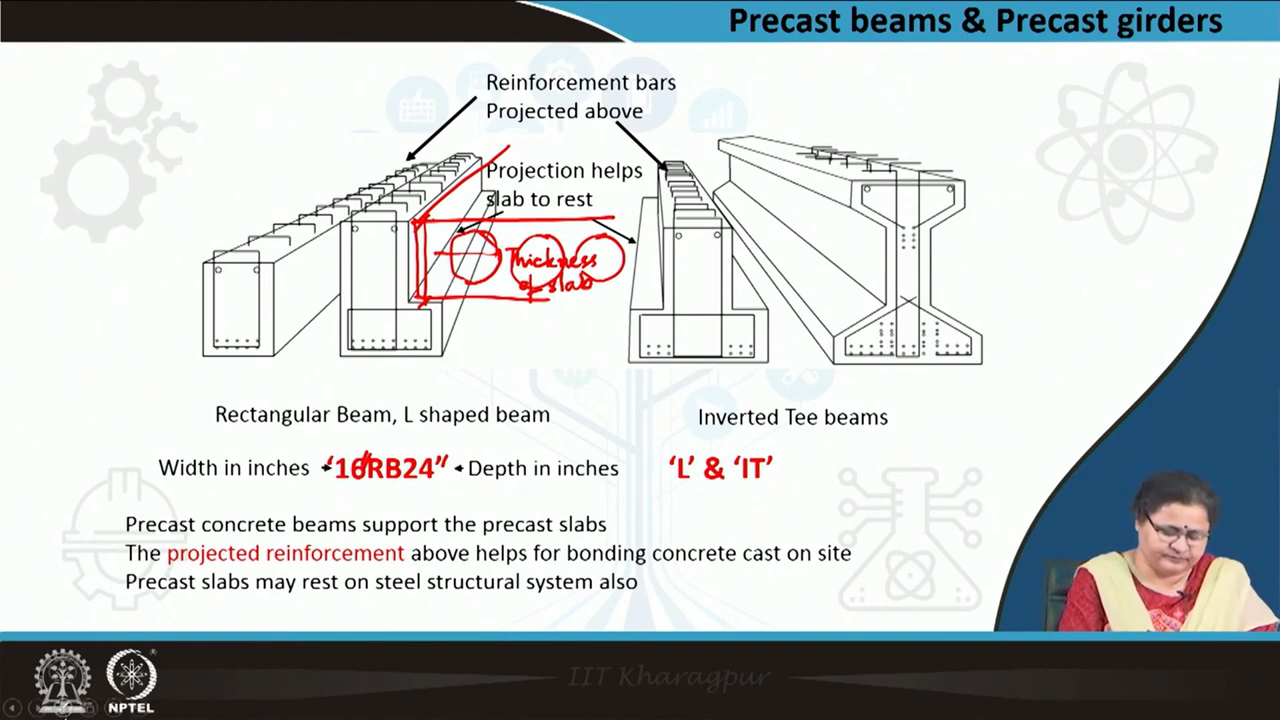 Precast beams & Precast girders
Reinforcement bars
Projected above
Projection helps
slab to rest
Thickness
of slab
Rectangular Beam, L shaped beam
Inverted Tee beams
Width in inches
‘16RB24”
Depth in inches
‘L’ & ‘IT’
Precast concrete beams support the precast slabs
The projected reinforcement above helps for bonding concrete cast on site
Precast slabs may rest on steel structural system also
IIT Kharagpur
NPTEL